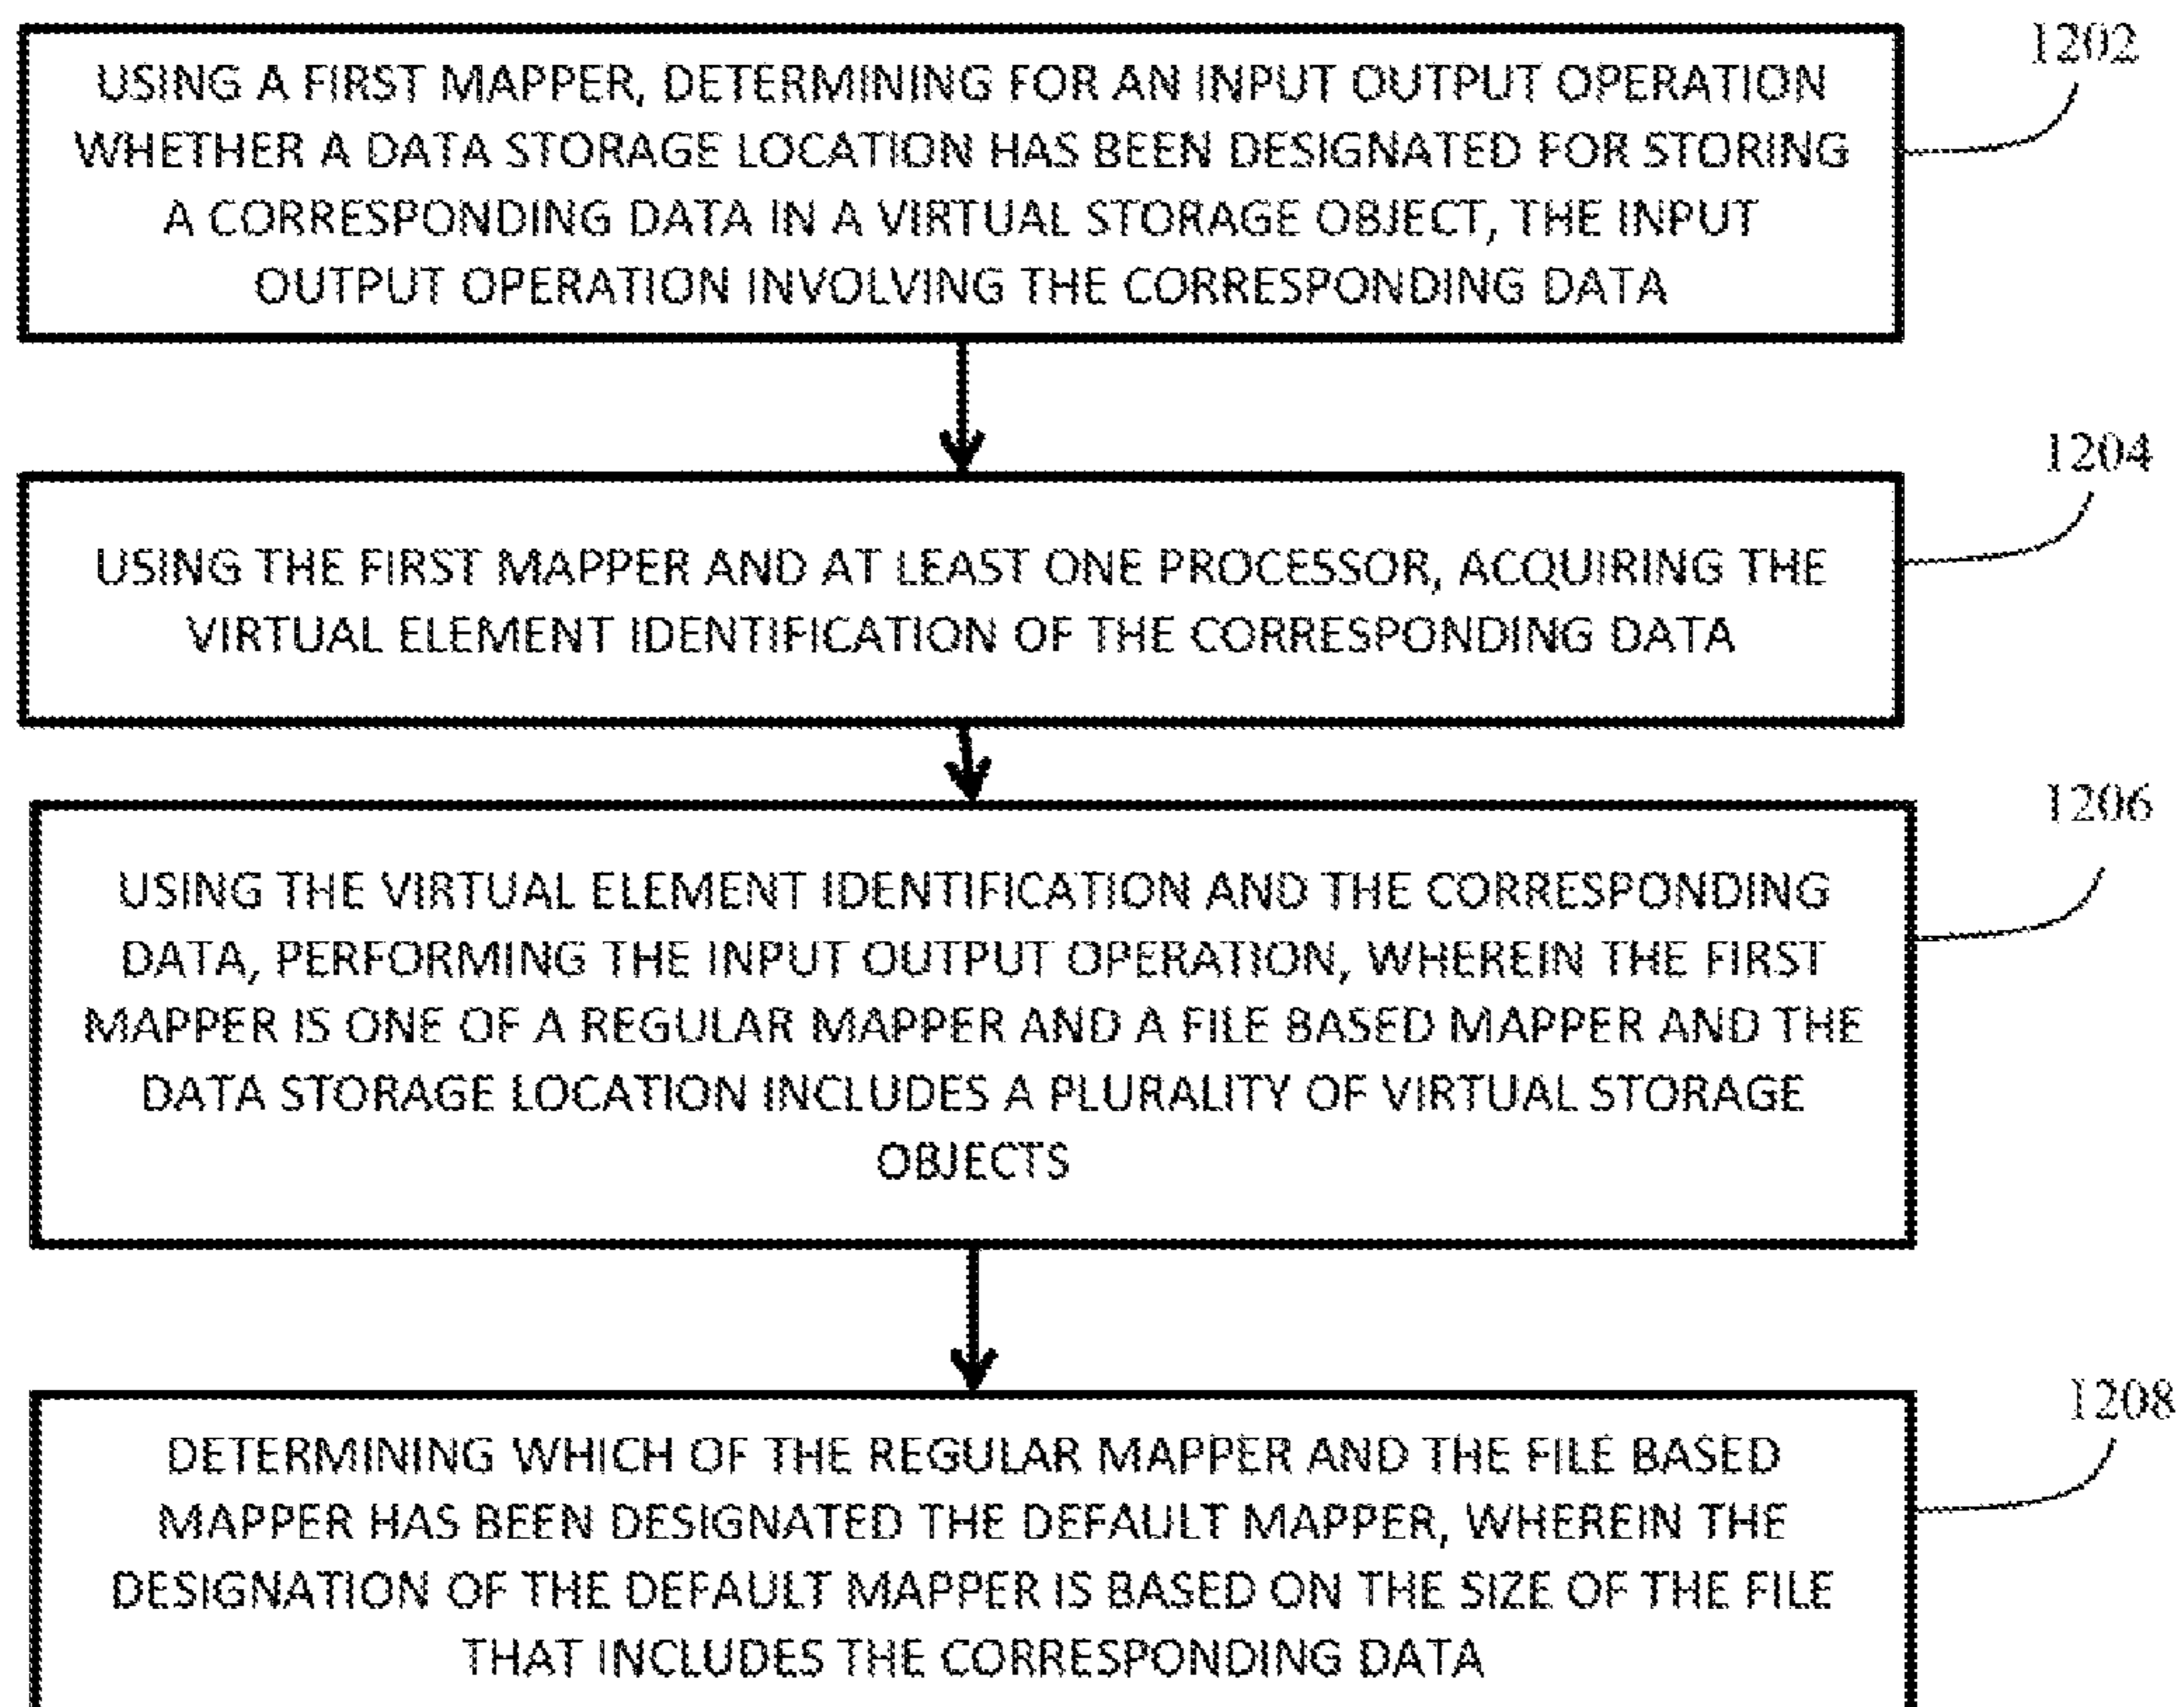 1202
USING A FIRST MAPPER, DETERMINING FOR AN INPUT OUTPUT OPERATION
WHETHER A DATA STORAGE LOCATION HAS BEEN DESIGNATED FOR STORING
A CORRESPONDING DATA IN A VIRTUAL STORAGE OBJECT, THE INPUT
OUTPUT OPERATION INVOLVING THE CORRESPONDING DATA
1204
USING THE FIRST MAPPER AND AT LEAST ONE PROCESSOR, ACQUIRING THE
VIRTUAL ELEMENT IDENTIFICATION OF THE CORRESPONDING DATA
1206
USING THE VIRTUAL ELEMENT IDENTIFICATION AND THE CORRESPONDING
DATA, PERFORMING THE INPUT OUTPUT OPERATION, WHEREIN THE FIRST
MAPPER IS ONE OF A REGULAR MAPPER AND A FILE BASED MAPPER AND THE
DATA STORAGE LOCATION INCLUDES A PLURALITY OF VIRTUAL STORAGE
OBJECTS
1208
DETERMINING WHICH OF THE REGULAR MAPPER AND THE FILE BASED
MAPPER HAS BEEN DESIGNATED THE DEFAULT MAPPER, WHEREIN THE
DESIGNATION OF THE DEFAULT MAPPER IS BASED ON THE SIZE OF THE FILE
THAT INCLUDES THE CORRESPONDING DATA